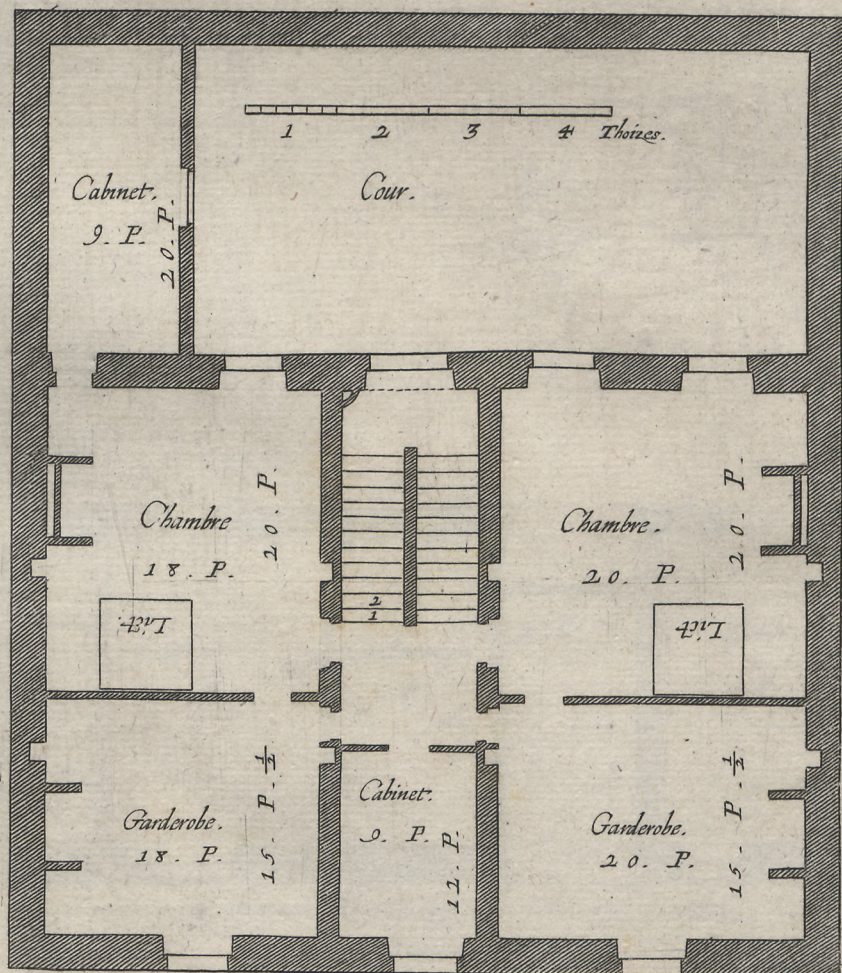 1 2 3 4 Thoizes.
Cabinet.
9. P.
20. P.
Cour.
Chambre
18. P.
20. P.
Lict.
2
1
Chambre.
20. P.
20. P.
Lict.
Garderobe.
18. P.
15. P. 1/2
Cabinet.
9. P.
12. P.
Garderobe.
20. P.
15. P. 1/2